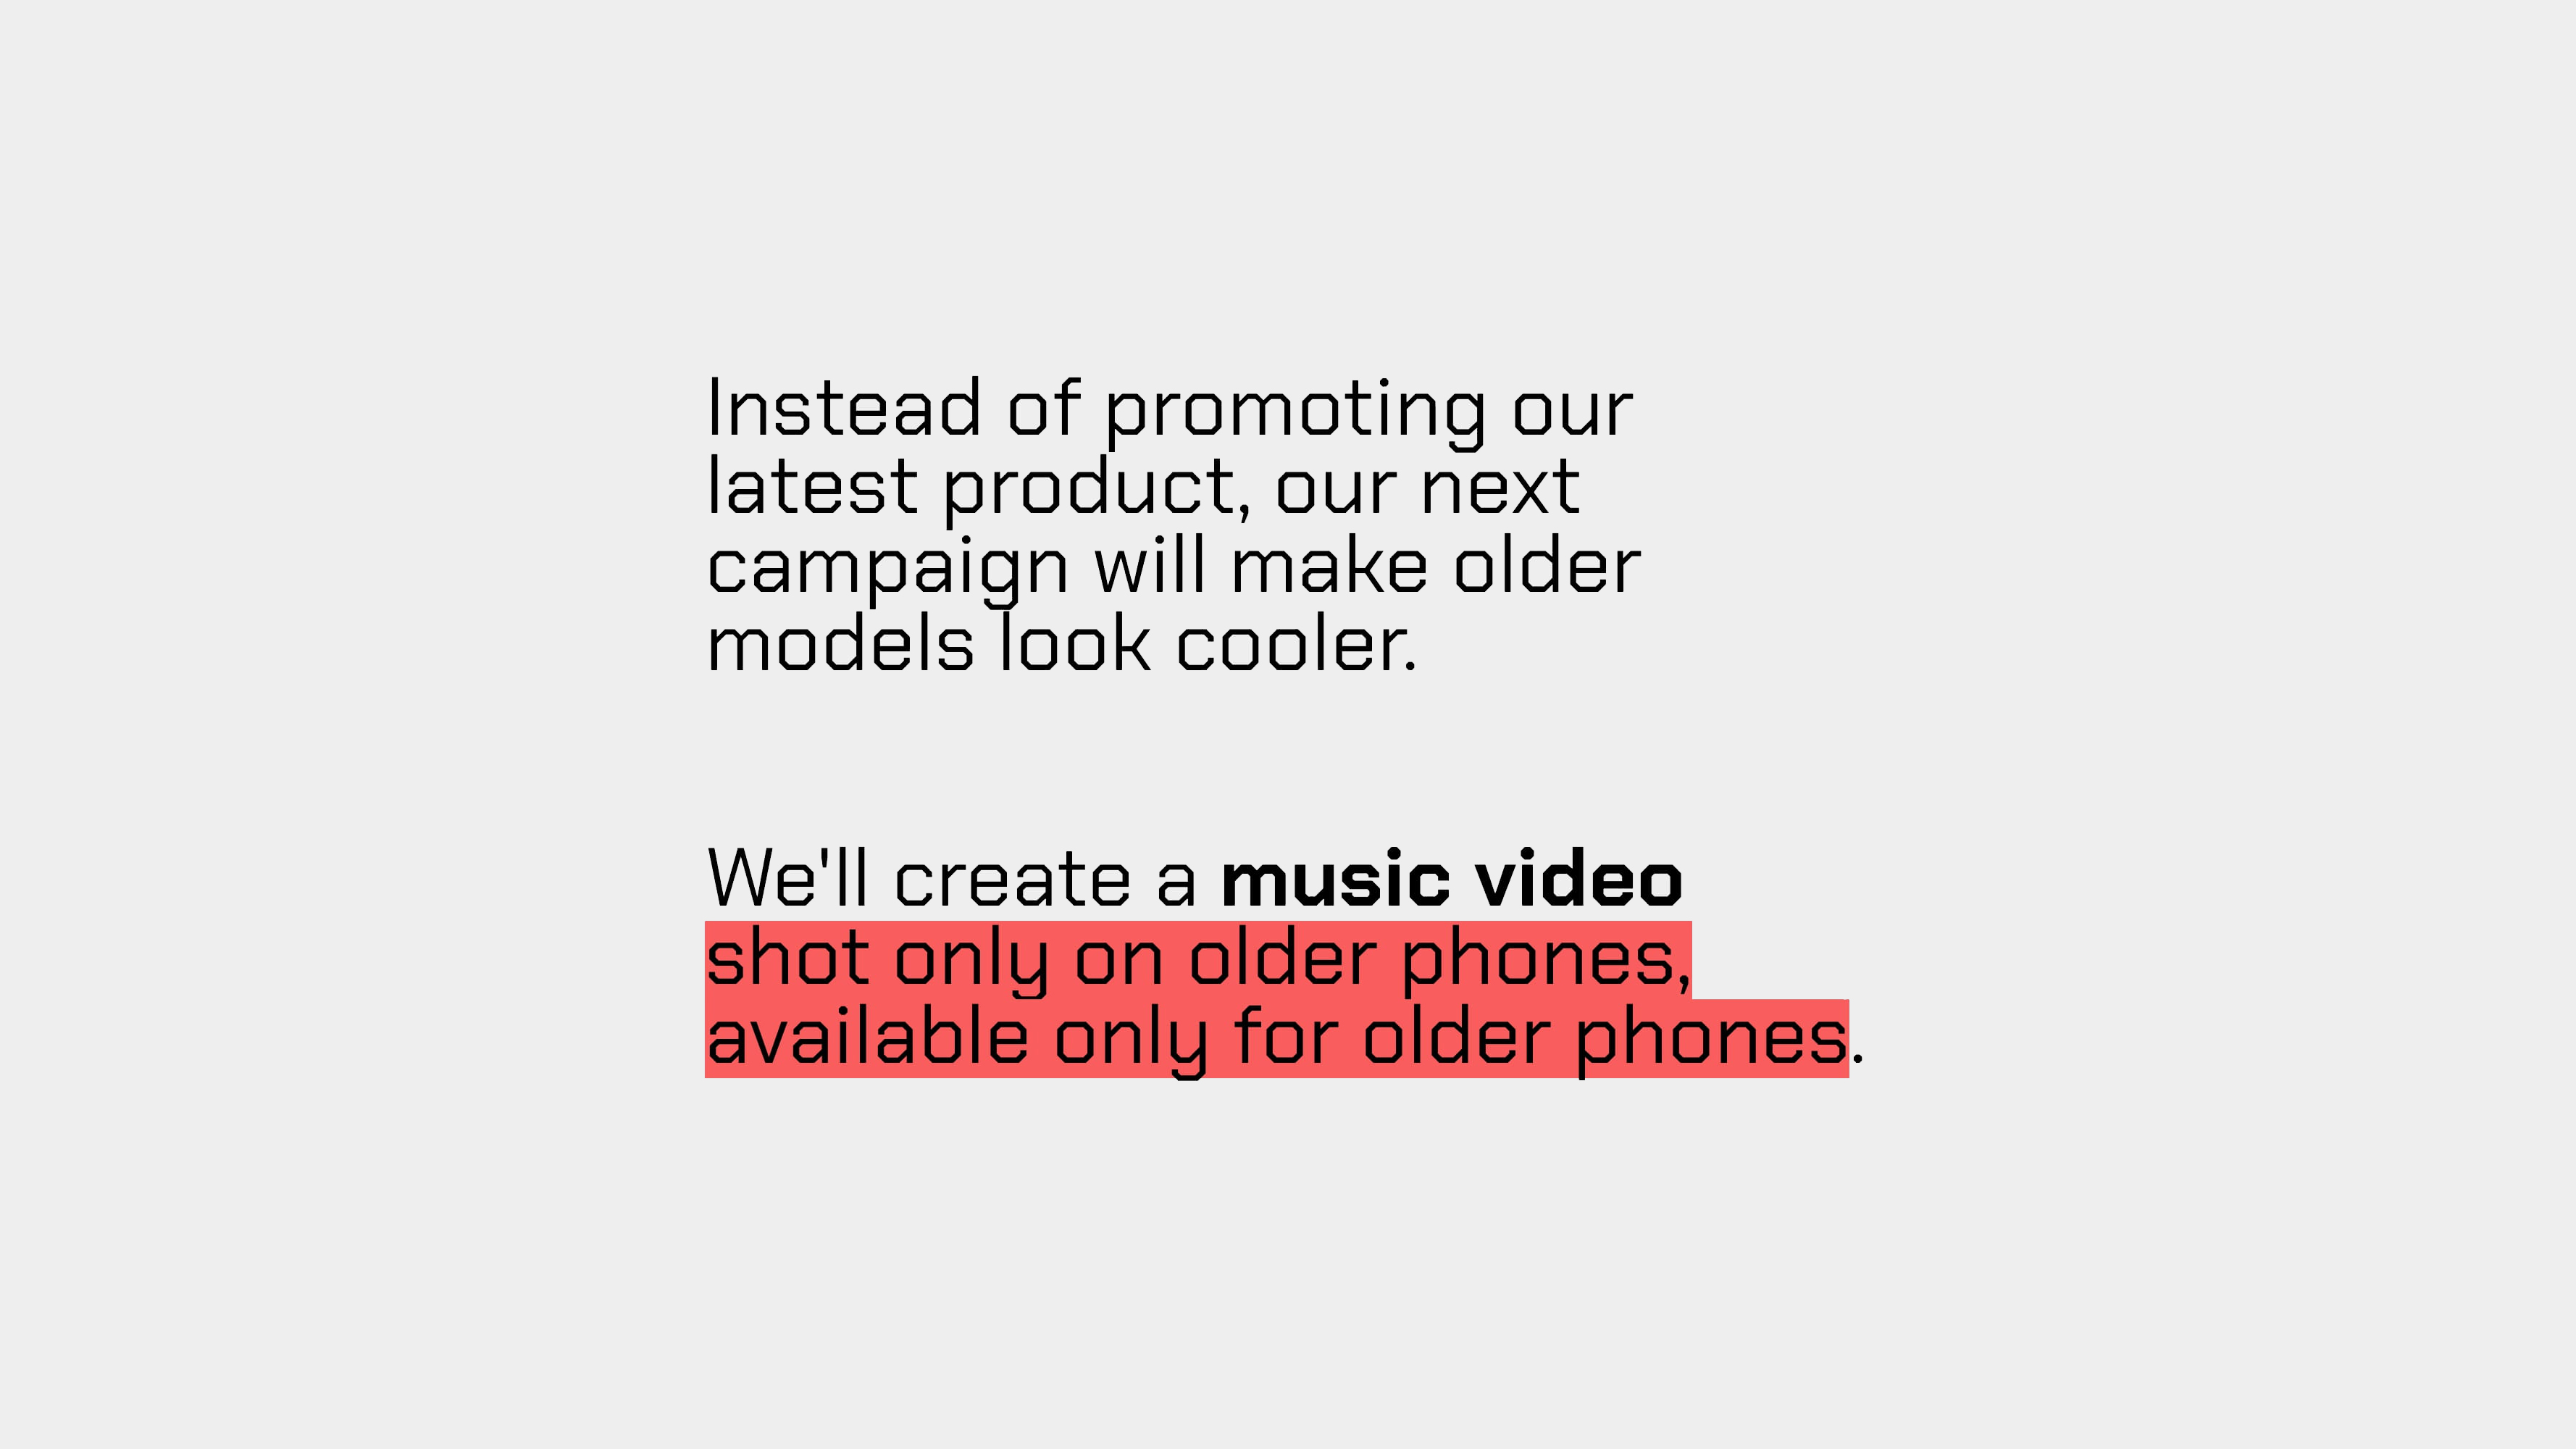 Instead of promoting our
latest product, our next
campaign will make older
models look cooler.
We'll create a music video
shot only on older phones,
available only for older phones.